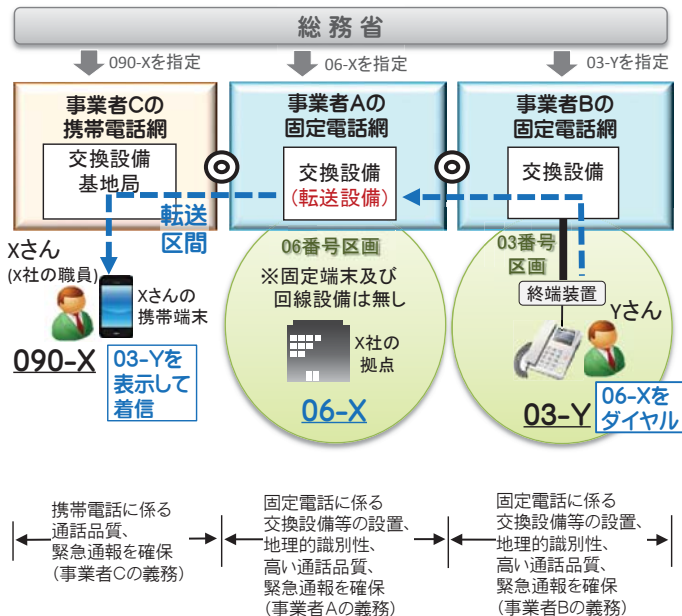 総務省
090-Xを指定
06-Xを指定
03-Yを指定
事業者Cの
携帯電話網
交換設備
基地局
事業者Aの
固定電話網
交換設備
(転送設備)
事業者Bの
固定電話網
交換設備
転送
区間
Xさん
(X社の職員)
Xさんの
携帯端末
090-X
03-Yを
表示して
着信
06番号区画
※固定端末及び
回線設備は無し
X社の
拠点
06-X
03番号
区画
終端装置
Yさん
03-Y
06-Xを
ダイヤル
携帯電話に係る
通話品質、
緊急通報を確保
(事業者Cの義務)
固定電話に係る
交換設備等の設置、
地理的識別性、
高い通話品質、
緊急通報を確保
(事業者Aの義務)
固定電話に係る
交換設備等の設置、
地理的識別性、
高い通話品質、
緊急通報を確保
(事業者Bの義務)